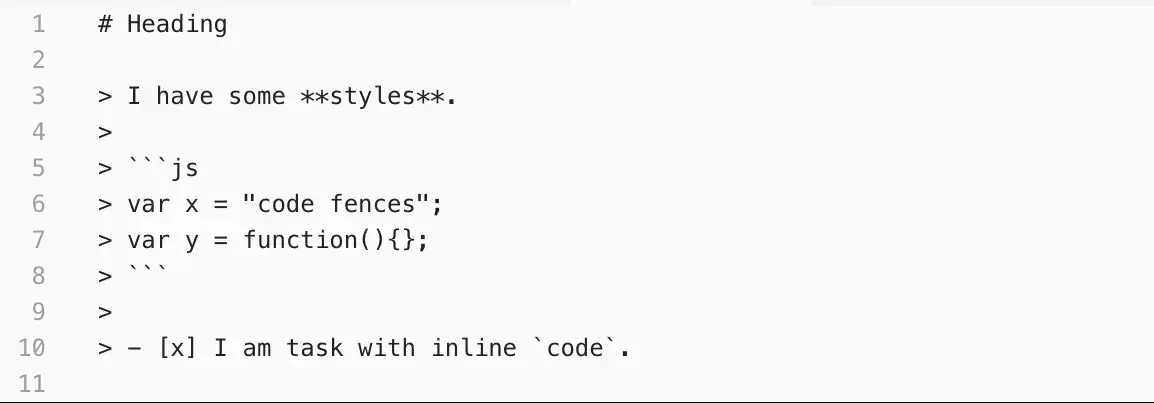 1 # Heading
2
3 > I have some **styles**.
4 >
5 > ```js
6 > var x = "code fences";
7 > var y = function(){};
8 > ```
9 >
10 > - [x] I am task with inline `code`.
11